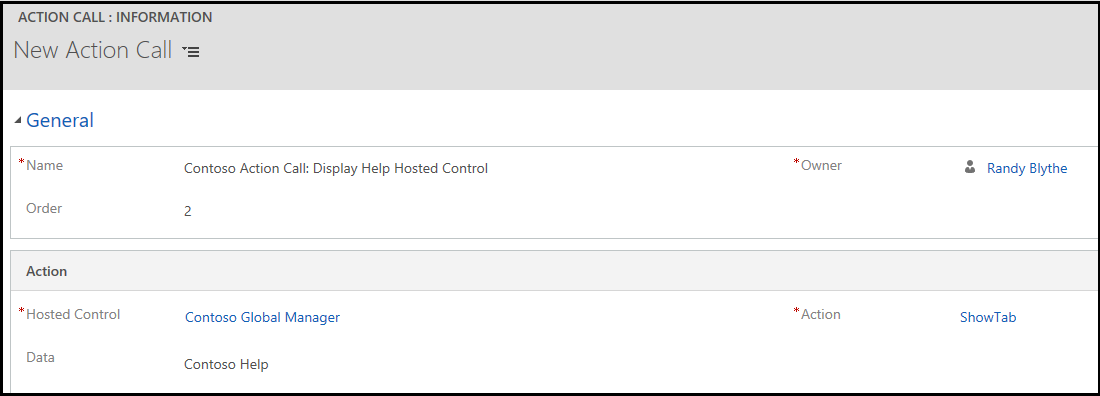 ACTION CALL : INFORMATION
New Action Call
General
*Name Contoso Action Call: Display Help Hosted Control *Owner Randy Blythe
Order 2
Action
*Hosted Control Contoso Global Manager *Action ShowTab
Data Contoso Help